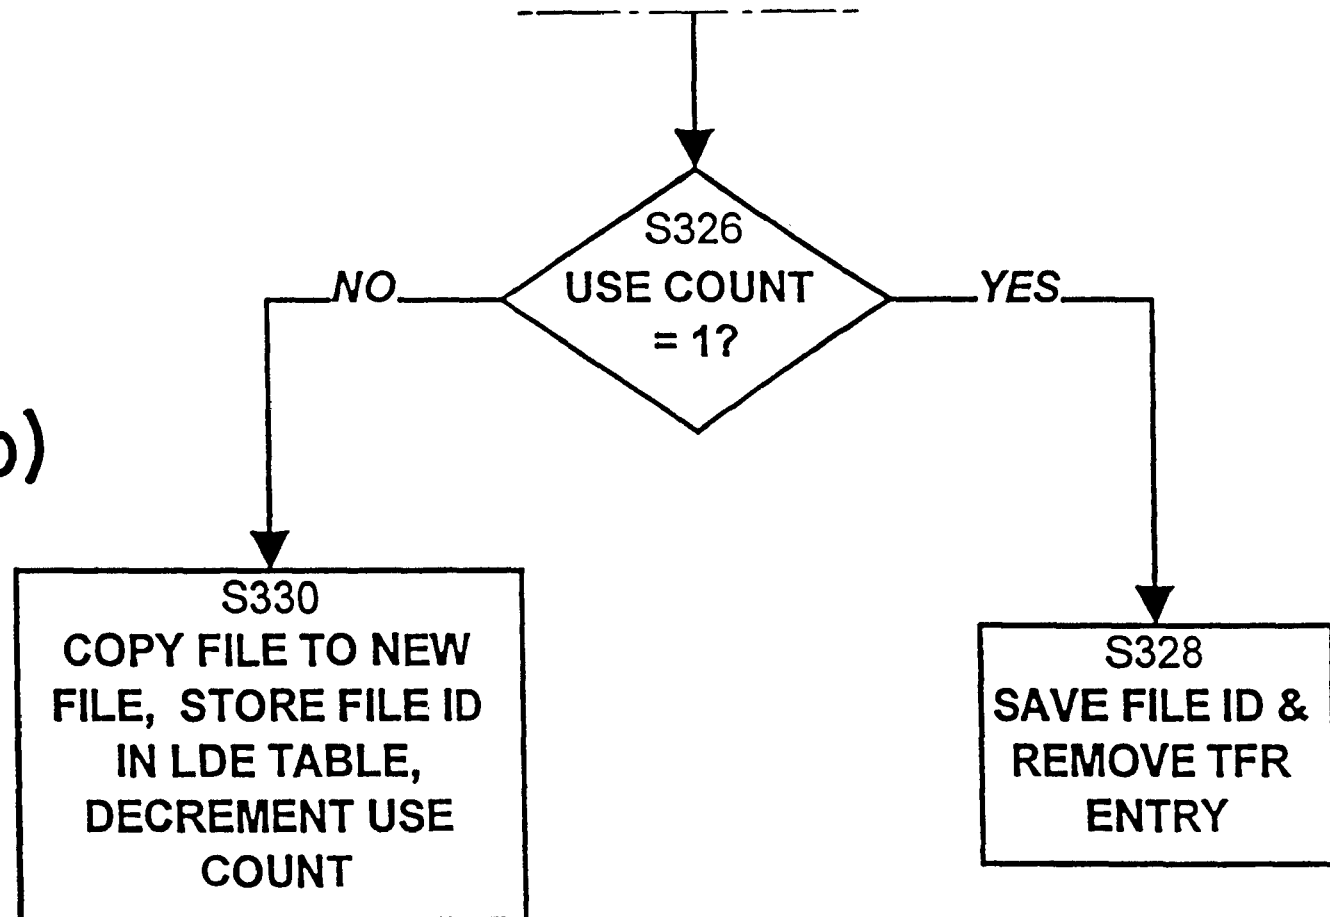 S326
USE COUNT
= 1?
NO
YES
)
S330
COPY FILE TO NEW
FILE, STORE FILE ID
IN LDE TABLE,
DECREMENT USE
COUNT
S328
SAVE FILE ID &
REMOVE TFR
ENTRY